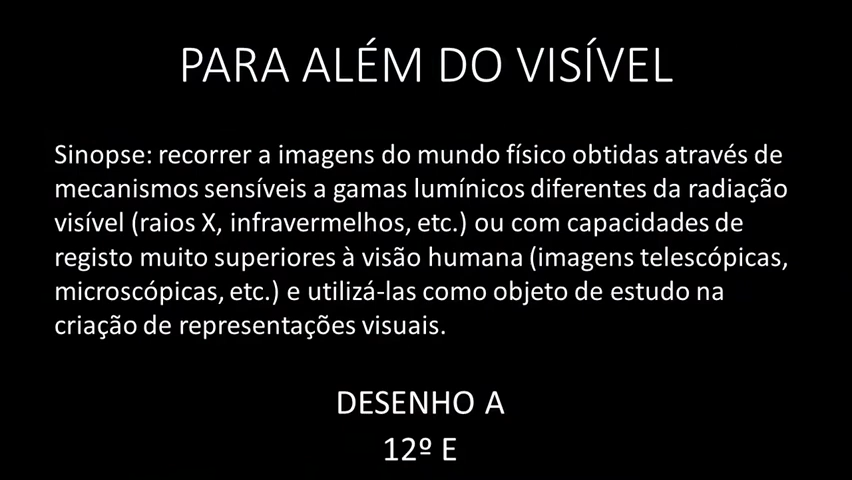 PARA ALÉM DO VISÍVEL
Sinopse: recorrer a imagens do mundo físico obtidas através de
mecanismos sensíveis a gamas lumínicos diferentes da radiação
visível (raios X, infravermelhos, etc.) ou com capacidades de
registo muito superiores à visão humana (imagens telescópicas,
microscópicas, etc.) e utilizá-las como objeto de estudo na
criação de representações visuais.
DESENHO A
12º E